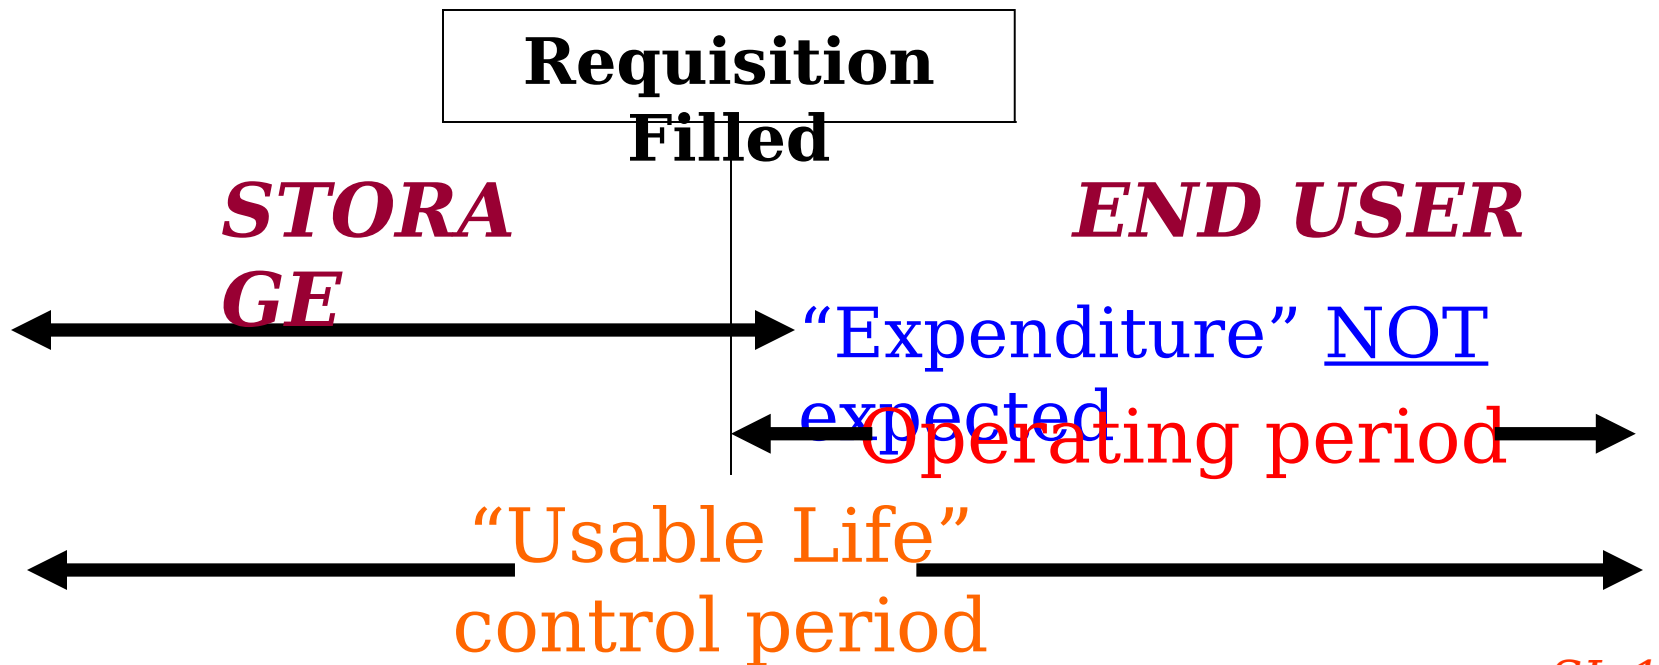 Requisition
Filled
STORA
GE
END USER
“Expenditure” NOT
expected
Operating period
“Usable Life”
control period